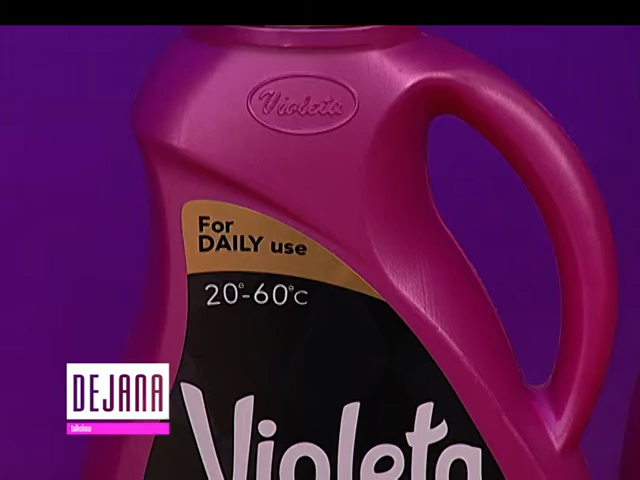 Violeta
For
DAILY use
20°-60°C
Violeta
DEJANA
talkshow